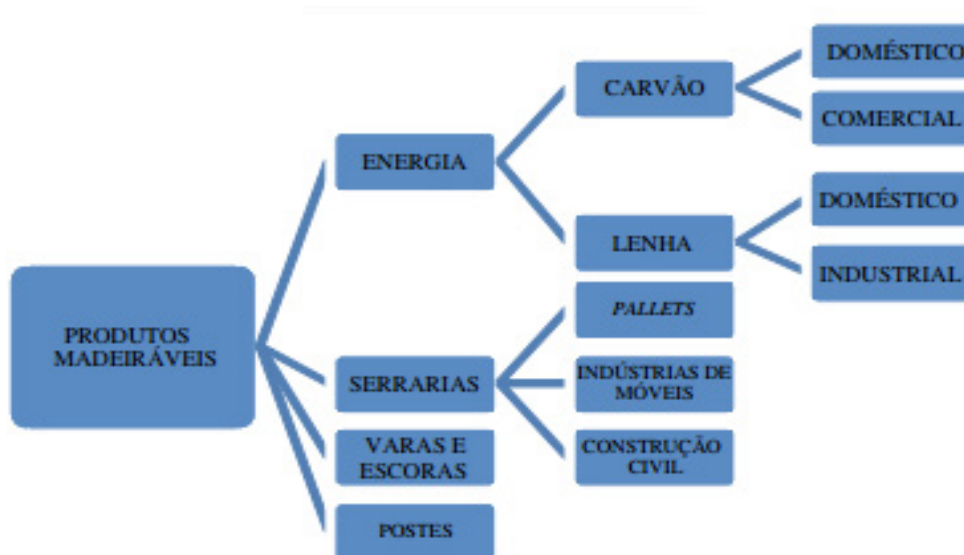 PRODUTOS
MADEIRÁVEIS
ENERGIA
CARVÃO
DOMÉSTICO
COMERCIAL
LENHA
DOMÉSTICO
INDUSTRIAL
SERRARIAS
PALLETS
INDÚSTRIAS DE
MÓVEIS
CONSTRUÇÃO
CIVIL
VARAS E
ESCORAS
POSTES